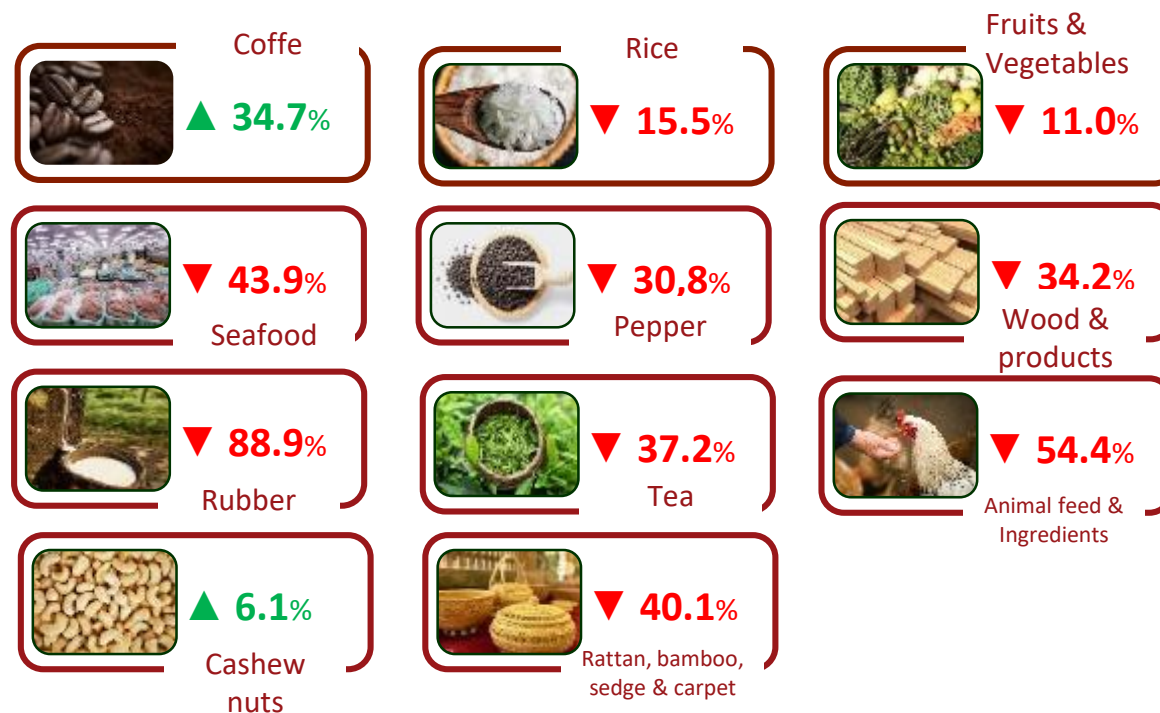 Coffe
▲ 34.7%
Rice
▼ 15.5%
Fruits &
Vegetables
▼ 11.0%
▼ 43.9%
Seafood
▼ 30,8%
Pepper
▼ 34.2%
Wood &
products
▼ 88.9%
Rubber
▼ 37.2%
Tea
▼ 54.4%
Animal feed &
Ingredients
▲ 6.1%
Cashew
nuts
▼ 40.1%
Rattan, bamboo,
sedge & carpet